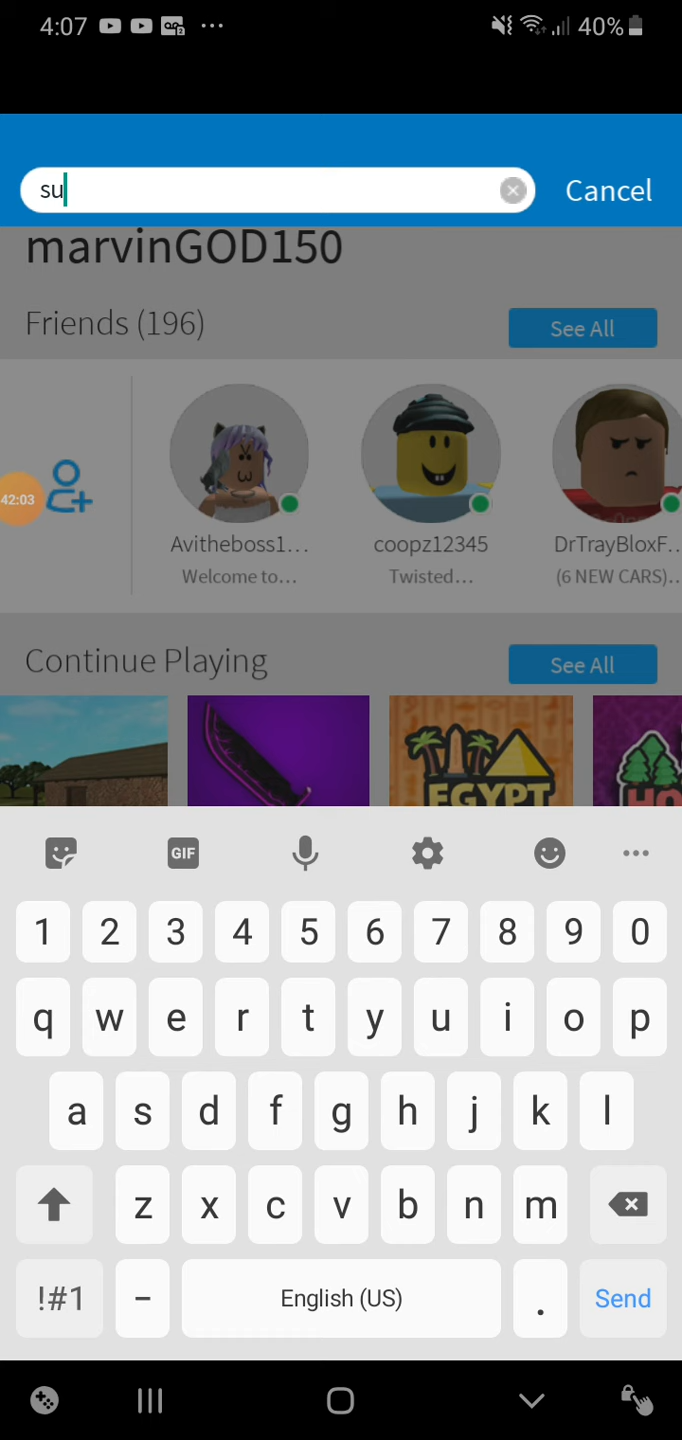 4:07 40%
su Cancel
marvinGOD150
Friends (196) See All
42:03
Avitheboss1... coopz12345 DrTrayBloxF...
Welcome to... Twisted... (6 NEW CARS)...
Continue Playing See All
EGYPT HO
GIF
1 2 3 4 5 6 7 8 9 0
q w e r t y u i o p
a s d f g h j k l
z x c v b n m
!#1 - English (US) . Send